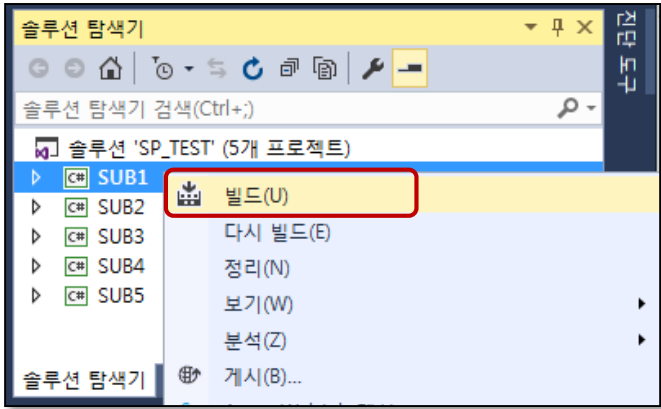 솔루션 탐색기
진단 도구
솔루션 탐색기 검색(Ctrl+;)
솔루션 'SP_TEST' (5개 프로젝트)
C# SUB1
C# SUB2
C# SUB3
C# SUB4
C# SUB5
빌드(U)
다시 빌드(E)
정리(N)
보기(W)
분석(Z)
게시(B)...
솔루션 탐색기